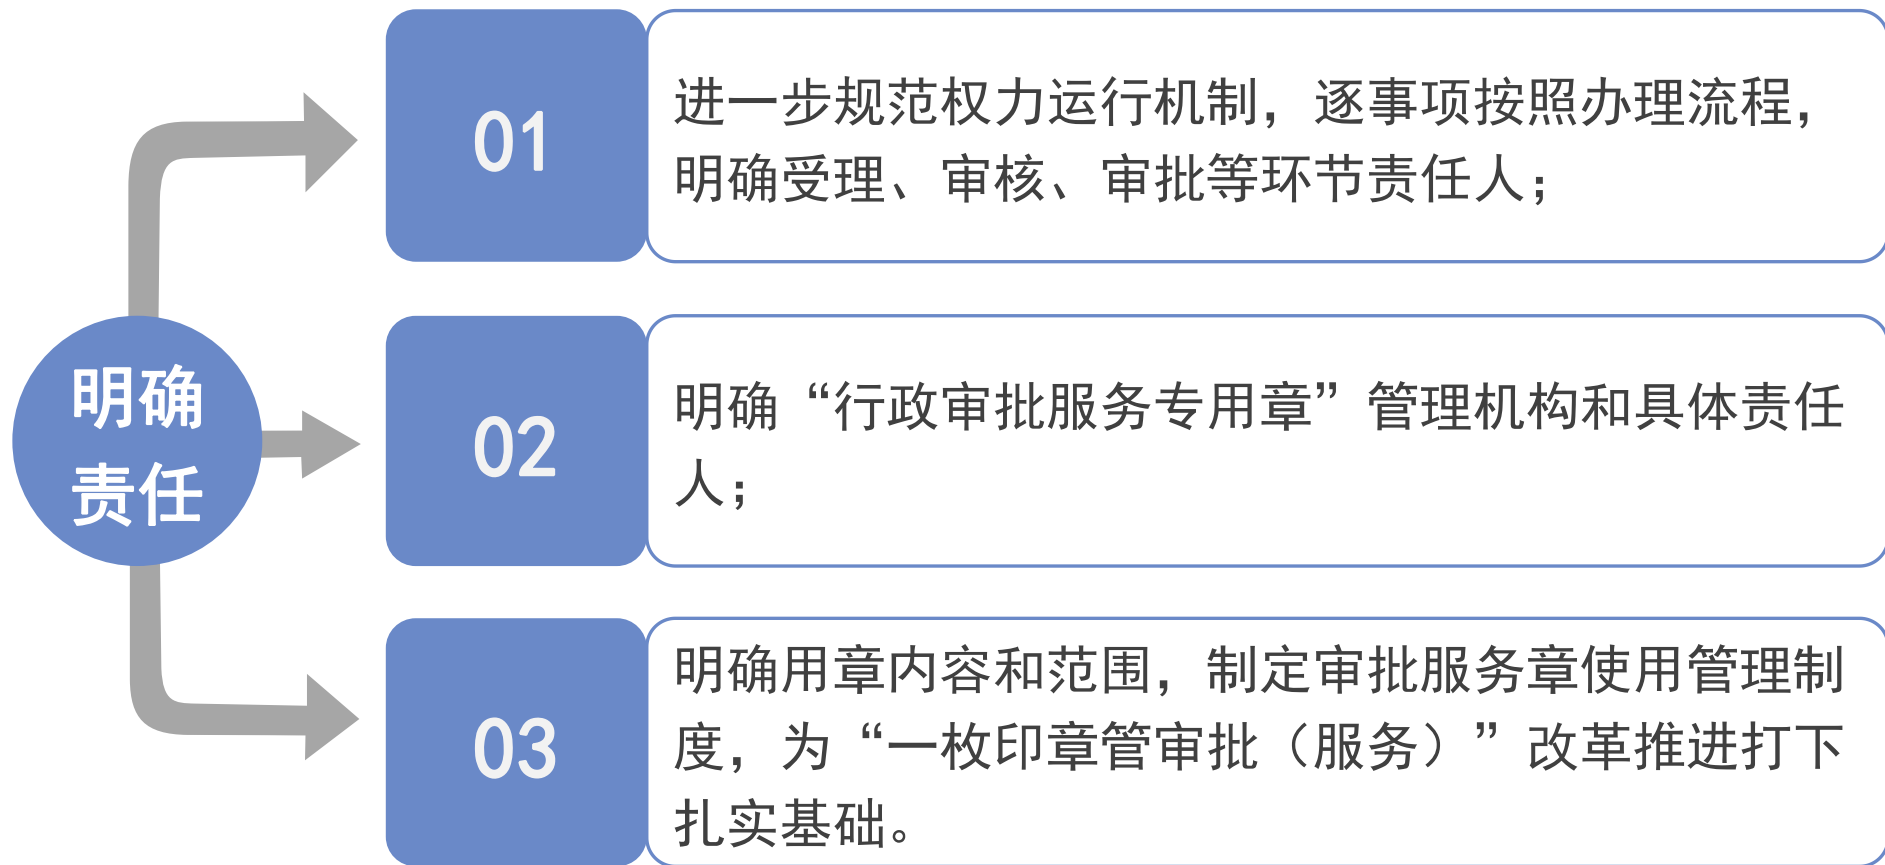 明确
责任
01
进一步规范权力运行机制，逐事项按照办理流程，
明确受理、审核、审批等环节责任人；
02
明确“行政审批服务专用章”管理机构和具体责任
人；
03
明确用章内容和范围，制定审批服务章使用管理制
度，为“一枚印章管审批（服务）”改革推进打下
扎实基础。